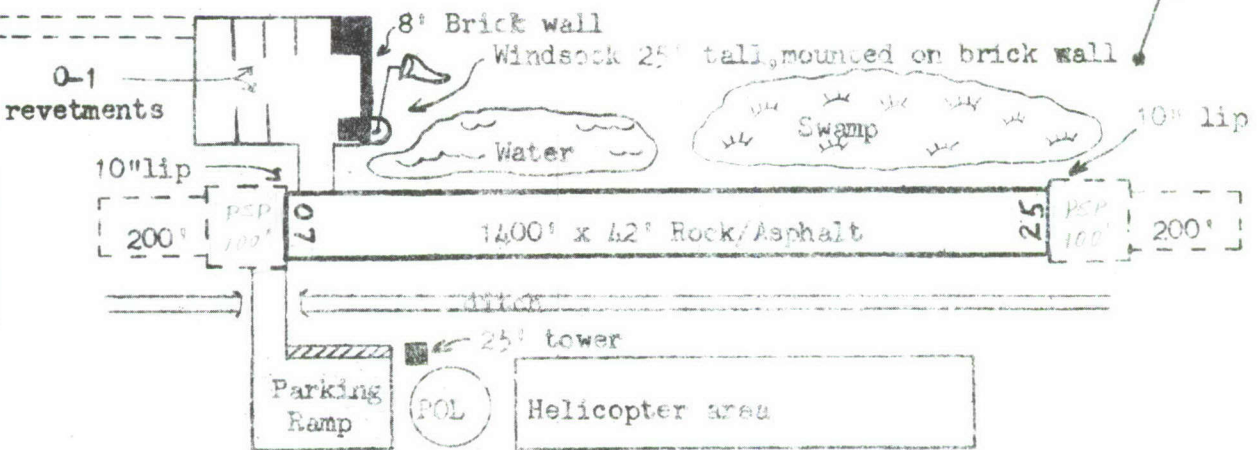 8' Brick wall
Windsock 25' tall,mounted on brick wall
O-1
revetments
Swamp
10" lip
Water
10"lip
200'
PSP
100'
07
1400' x 42' Rock/Asphalt
25
PSP
100'
200'
ditch
25' tower
Parking
Ramp
POL
Helicopter area